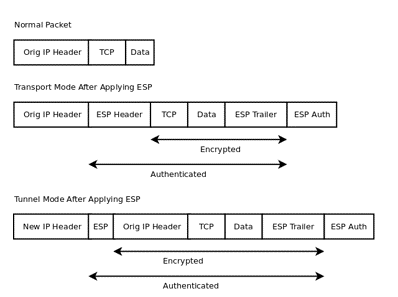 Normal Packet
Orig IP Header TCP Data
Transport Mode After Applying ESP
Orig IP Header ESP Header TCP Data ESP Trailer ESP Auth
Encrypted
Authenticated
Tunnel Mode After Applying ESP
New IP Header ESP Orig IP Header TCP Data ESP Trailer ESP Auth
Encrypted
Authenticated